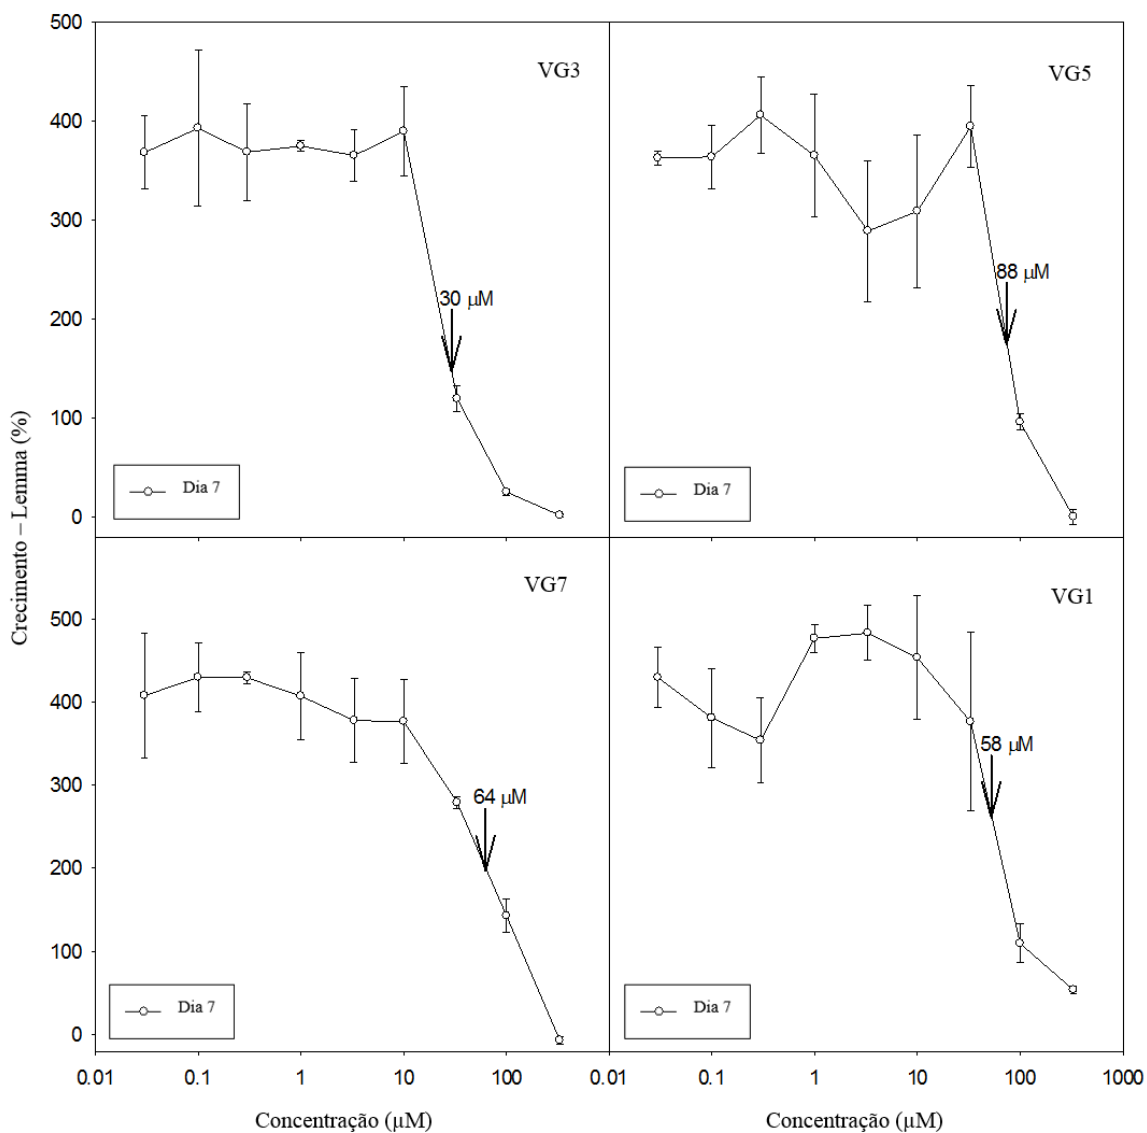 Crecimento – Lemma (%)
500
400
300
200
100
0
VG3
30 µM
Dia 7
VG5
88 µM
Dia 7
500
400
300
200
100
0
VG7
64 µM
Dia 7
VG1
58 µM
Dia 7
0.01 0.1 1 10 100 0.01 0.1 1 10 100 1000
Concentração (µM) Concentração (µM)